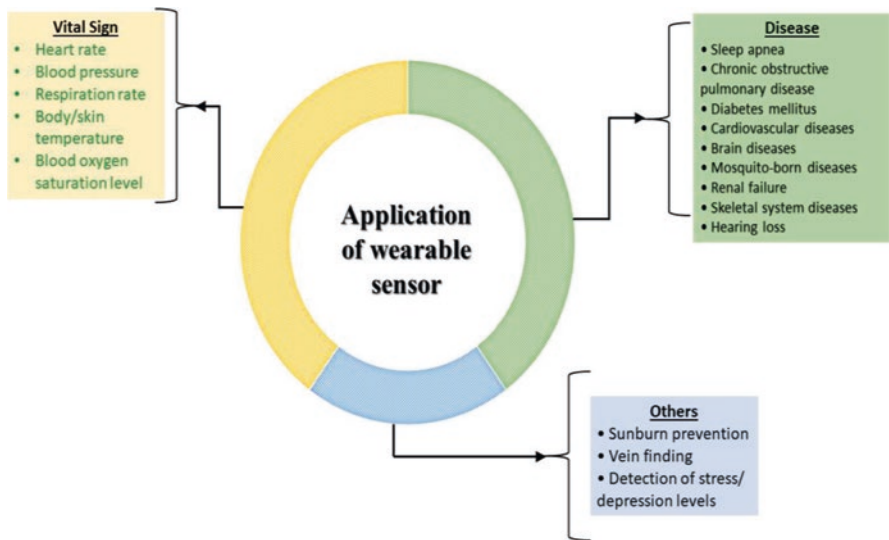 Vital Sign
• Heart rate
• Blood pressure
• Respiration rate
• Body/skin
temperature
• Blood oxygen
saturation level
Application
of wearable
sensor
Disease
• Sleep apnea
• Chronic obstructive
pulmonary disease
• Diabetes mellitus
• Cardiovascular diseases
• Brain diseases
• Mosquito-born diseases
• Renal failure
• Skeletal system diseases
• Hearing loss
Others
• Sunburn prevention
• Vein finding
• Detection of stress/
depression levels